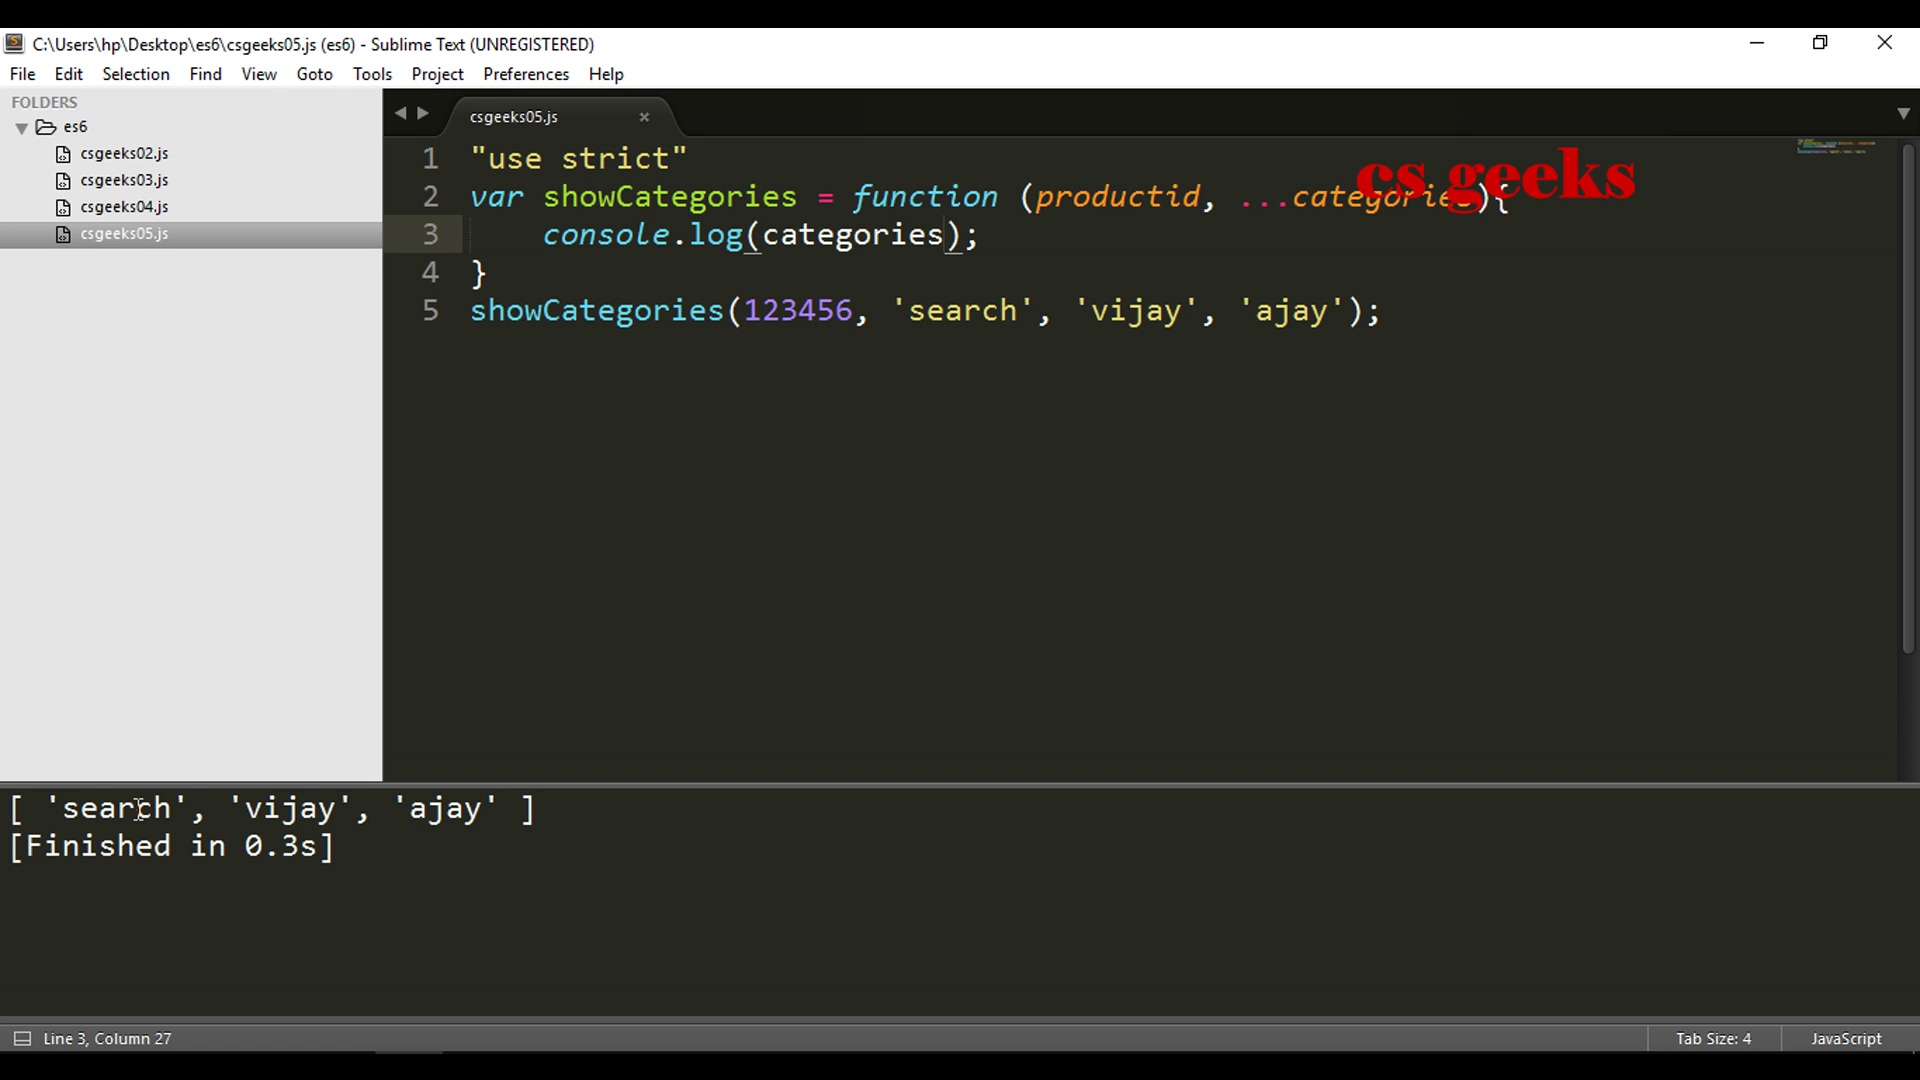 C:\Users\hp\Desktop\es6\csgeeks05.js (es6) - Sublime Text (UNREGISTERED)
File Edit Selection Find View Goto Tools Project Preferences Help
FOLDERS
es6
csgeeks02.js
csgeeks03.js
csgeeks04.js
csgeeks05.js
csgeeks05.js ×
cs geeks
1 "use strict"
2 var showCategories = function (productid, ...categories){
3 console.log(categories);
4 }
5 showCategories(123456, 'search', 'vijay', 'ajay');
[ 'search', 'vijay', 'ajay' ]
[Finished in 0.3s]
Line 3, Column 27
Tab Size: 4
JavaScript